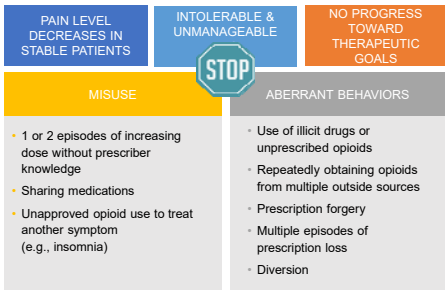 PAIN LEVEL
DECREASES IN
STABLE PATIENTS
INTOLERABLE &
UNMANAGEABLE
NO PROGRESS
TOWARD
THERAPEUTIC
GOALS
STOP
MISUSE
• 1 or 2 episodes of increasing
dose without prescriber
knowledge
• Sharing medications
• Unapproved opioid use to treat
another symptom
(e.g., insomnia)
ABERRANT BEHAVIORS
• Use of illicit drugs or
unprescribed opioids
• Repeatedly obtaining opioids
from multiple outside sources
• Prescription forgery
• Multiple episodes of
prescription loss
• Diversion